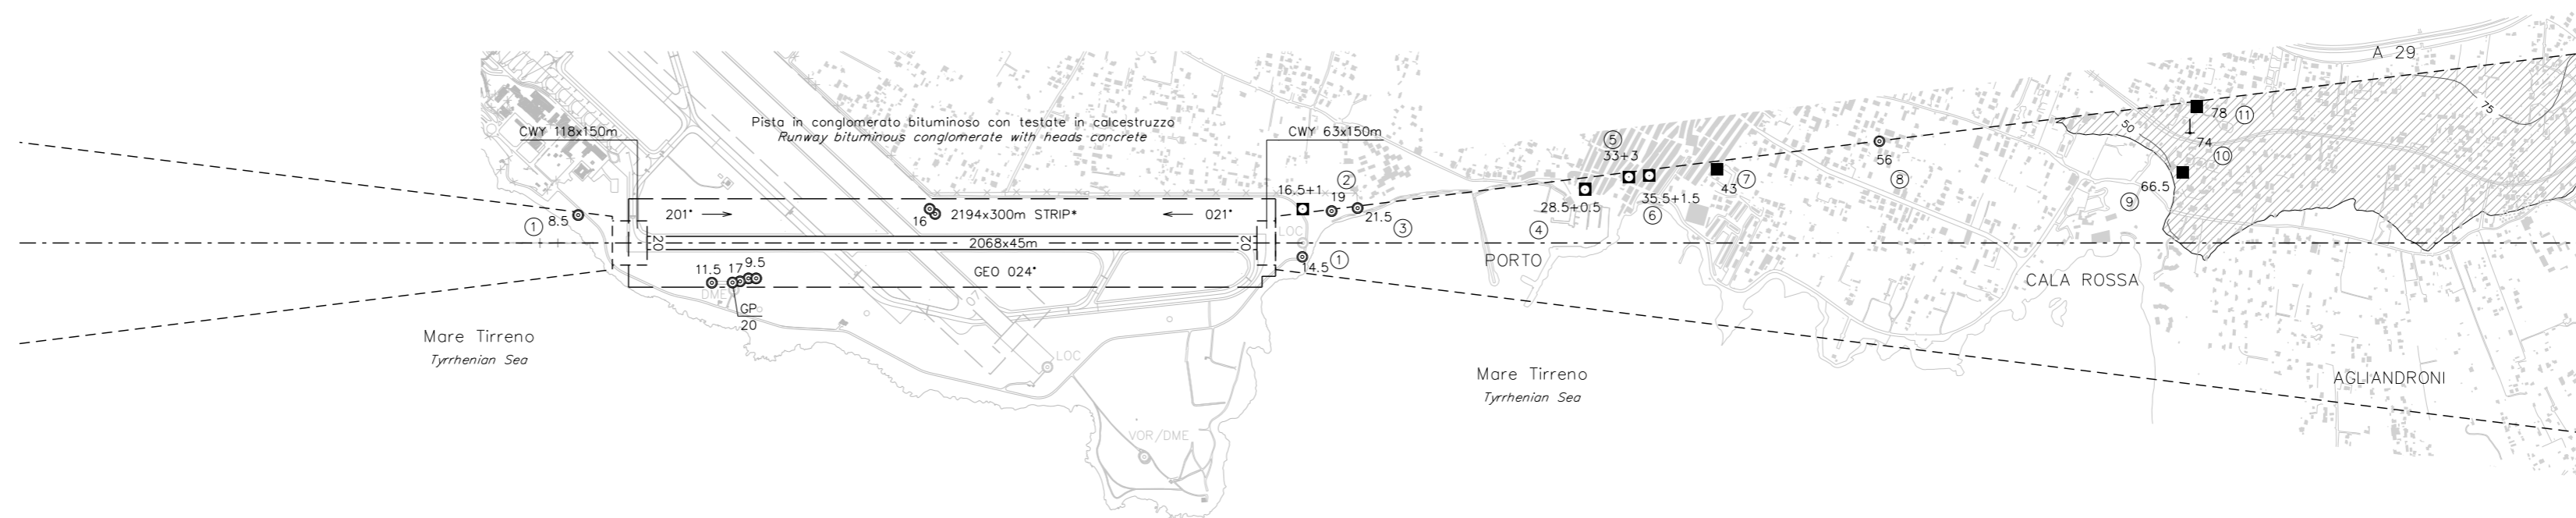 A 29
Pista in conglomerato bituminoso con testate in calcestruzzo
Runway bituminous conglomerate with heads concrete
CWY 118x150m
CWY 63x150m
75
78 11
50
74
10
5
33+3
56
8
16.5+1
2
19
43 7
66.5
9
28.5+0.5
35.5+1.5
6
1 8.5
16
201°
2194x300m STRIP*
021°
21.5
3
4
LOC
20
2068x45m
02
PORTO
14.5 1
GEO 024°
11.5 17 9.5
DME
CALA ROSSA
GP
20
Mare Tirreno
Tyrrhenian Sea
LOC
Mare Tirreno
Tyrrhenian Sea
AGLIANDRONI
VOR/DME